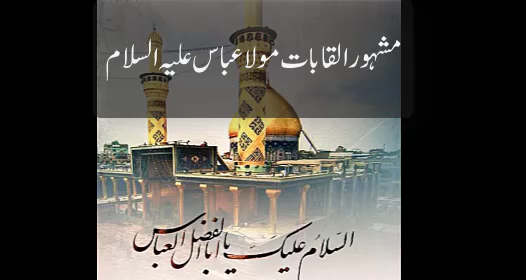 مشہور القابات مولا عباس علیہ السلام
السلام علیک یا ابا الفضل العباس